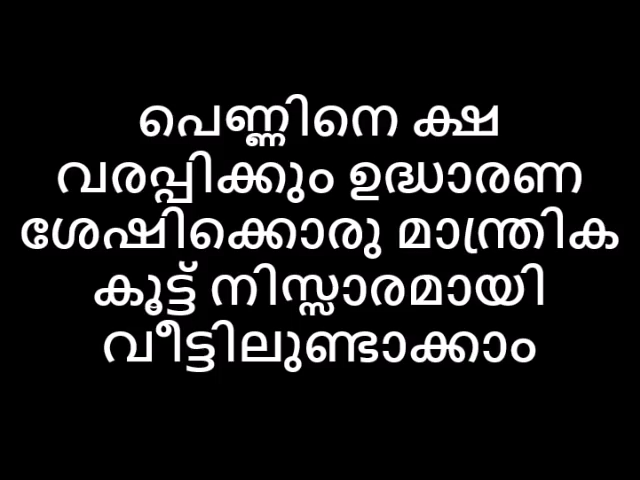 പെണ്ണിനെ ക്ഷ
വരപ്പിക്കും ഉദ്ധാരണ
ശേഷിക്കൊരു മാന്ത്രിക
കൂട്ട് നിസ്സാരമായി
വീട്ടിലുണ്ടാക്കാം